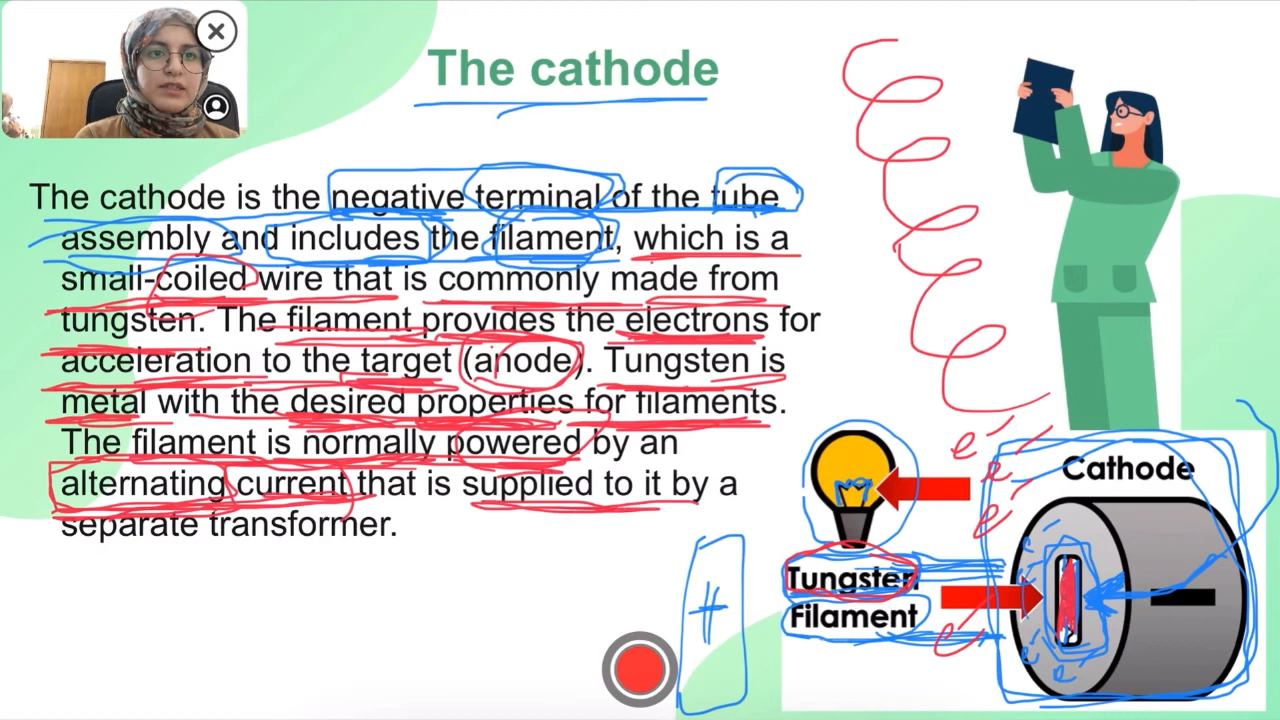 The cathode
The cathode is the negative terminal of the tube
assembly and includes the filament, which is a
small-coiled wire that is commonly made from
tungsten. The filament provides the electrons for
acceleration to the target (anode). Tungsten is
metal with the desired properties for filaments.
The filament is normally powered by an
alternating current that is supplied to it by a
separate transformer.
Cathode
Tungsten
Filament
+
e-
e-
e-
e-
e-
e-
e-
e-